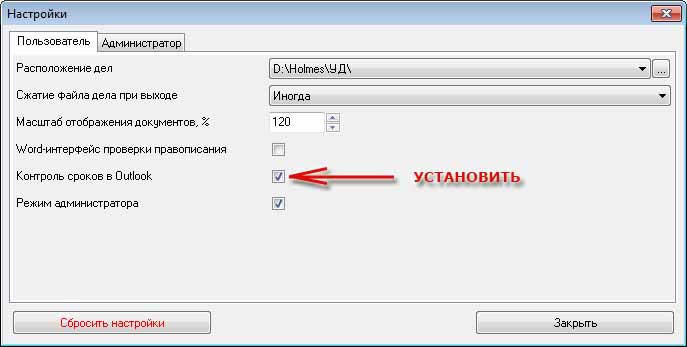 Настройки
Пользователь Администратор
Расположение дел D:\Holmes\УД\ ...
Сжатие файла дела при выходе Иногда
Масштаб отображения документов, % 120
Word-интерфейс проверки правописания
Контроль сроков в Outlook УСТАНОВИТЬ
Режим администратора
Сбросить настройки Закрыть